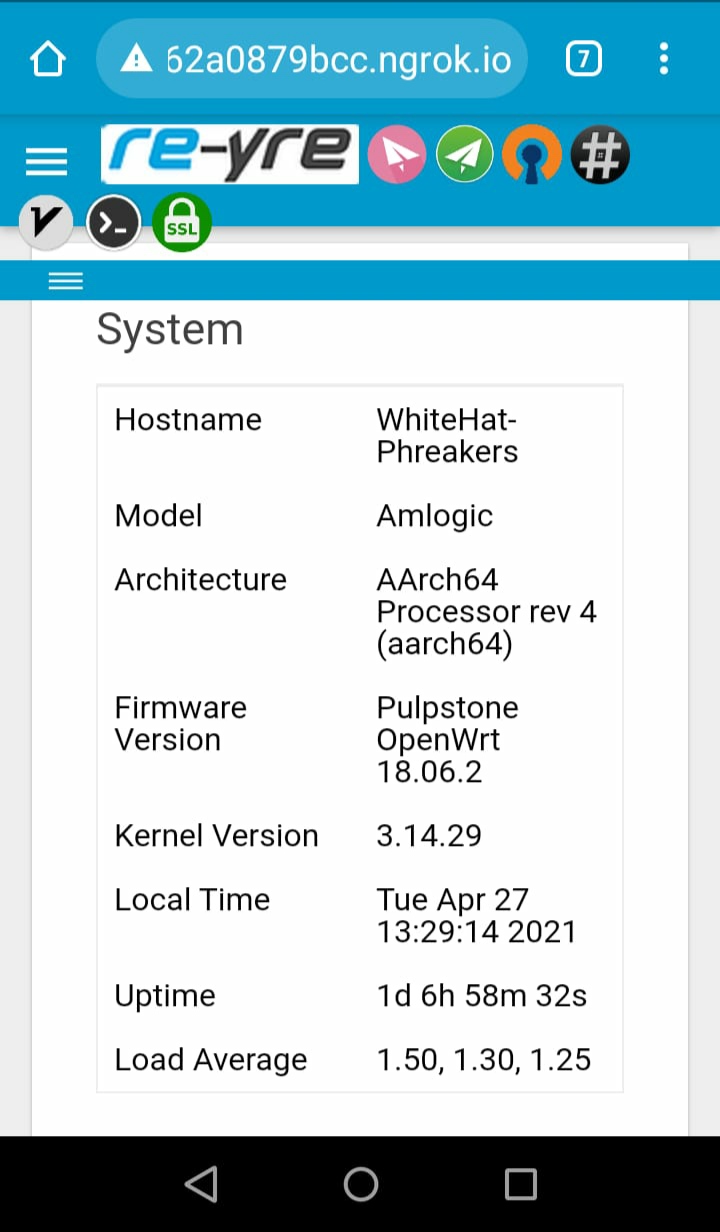 62a0879bcc.ngrok.io
7
re-yre
#
V
>_
SSL
System
Hostname WhiteHat-
Phreakers
Model Amlogic
Architecture AArch64
Processor rev 4
(aarch64)
Firmware Pulpstone
Version OpenWrt
18.06.2
Kernel Version 3.14.29
Local Time Tue Apr 27
13:29:14 2021
Uptime 1d 6h 58m 32s
Load Average 1.50, 1.30, 1.25